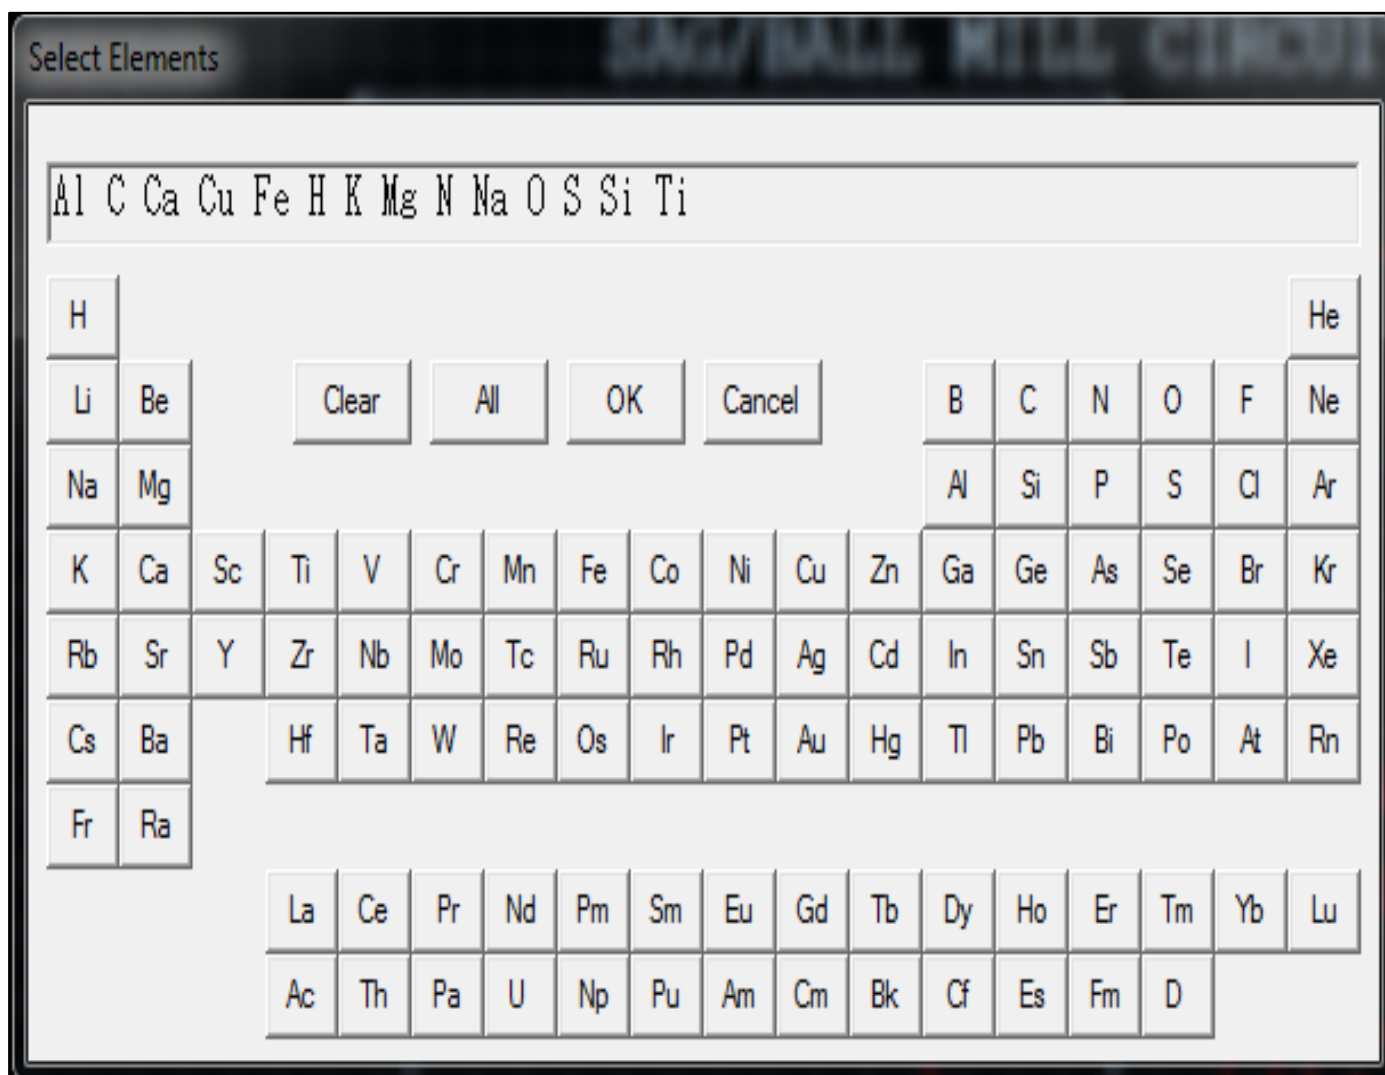 SAG/BALL MILL CIRCUI
Select Elements
Al C Ca Cu Fe H K Mg N Na O S Si Ti
H He
Li Be Clear All OK Cancel B C N O F Ne
Na Mg Al Si P S Cl Ar
K Ca Sc Ti V Cr Mn Fe Co Ni Cu Zn Ga Ge As Se Br Kr
Rb Sr Y Zr Nb Mo Tc Ru Rh Pd Ag Cd In Sn Sb Te I Xe
Cs Ba Hf Ta W Re Os Ir Pt Au Hg Tl Pb Bi Po At Rn
Fr Ra
La Ce Pr Nd Pm Sm Eu Gd Tb Dy Ho Er Tm Yb Lu
Ac Th Pa U Np Pu Am Cm Bk Cf Es Fm D